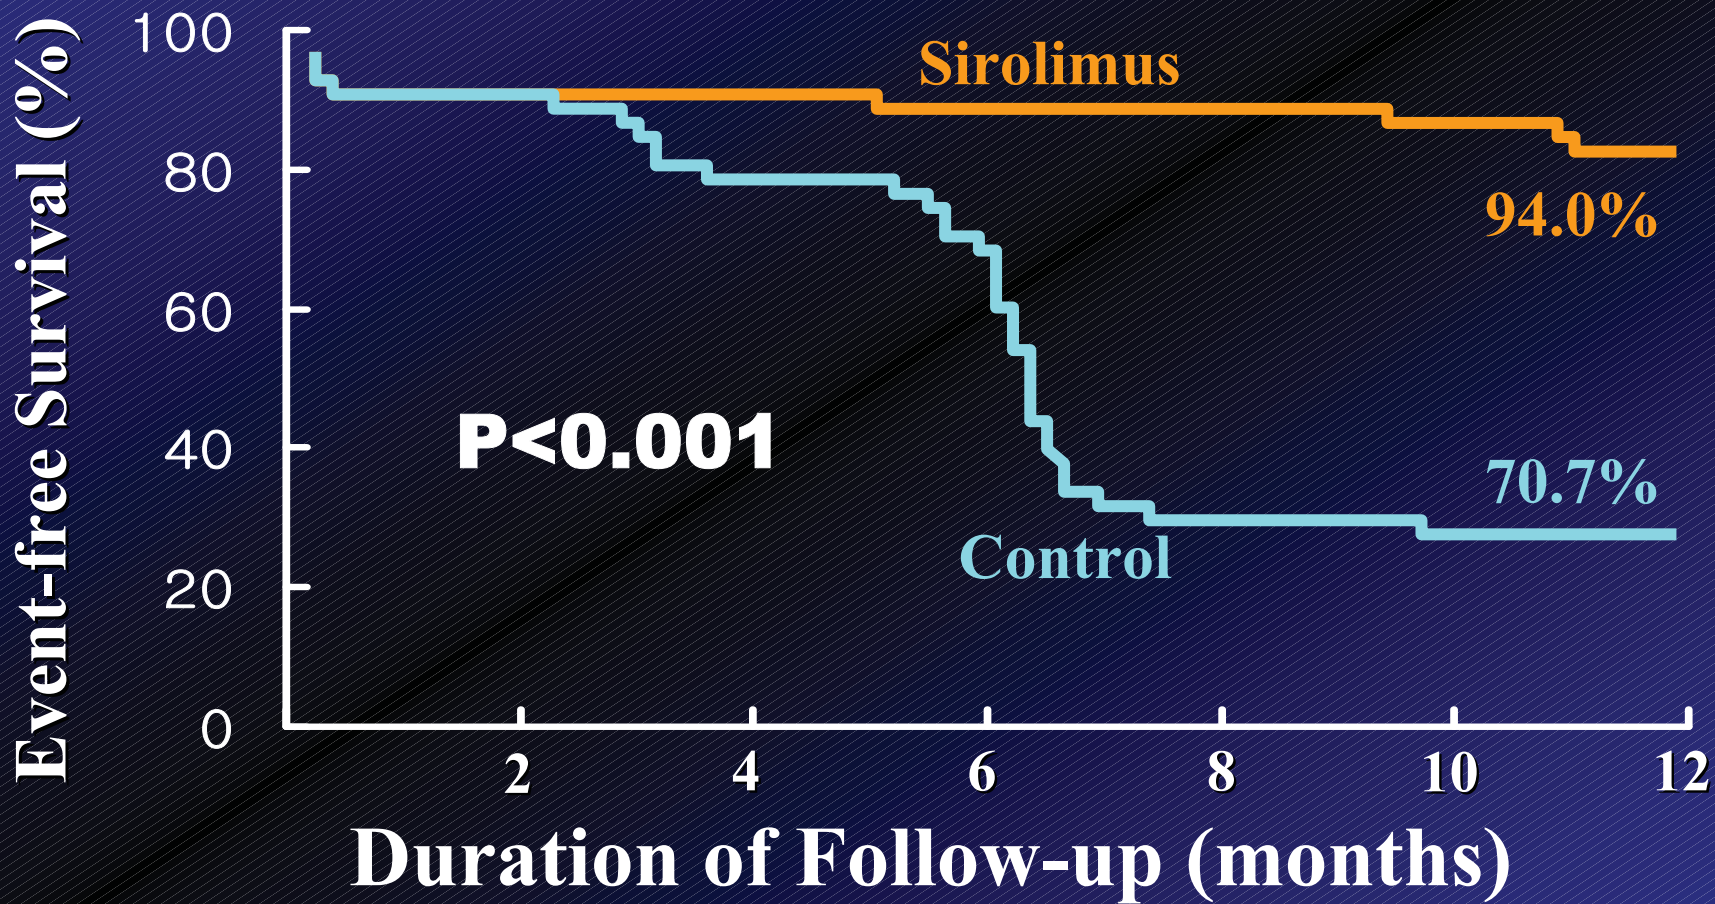 Event-free Survival (%)
100
80
60
40
20
0
Sirolimus
94.0%
P<0.001
70.7%
Control
2 4 6 8 10 12
Duration of Follow-up (months)